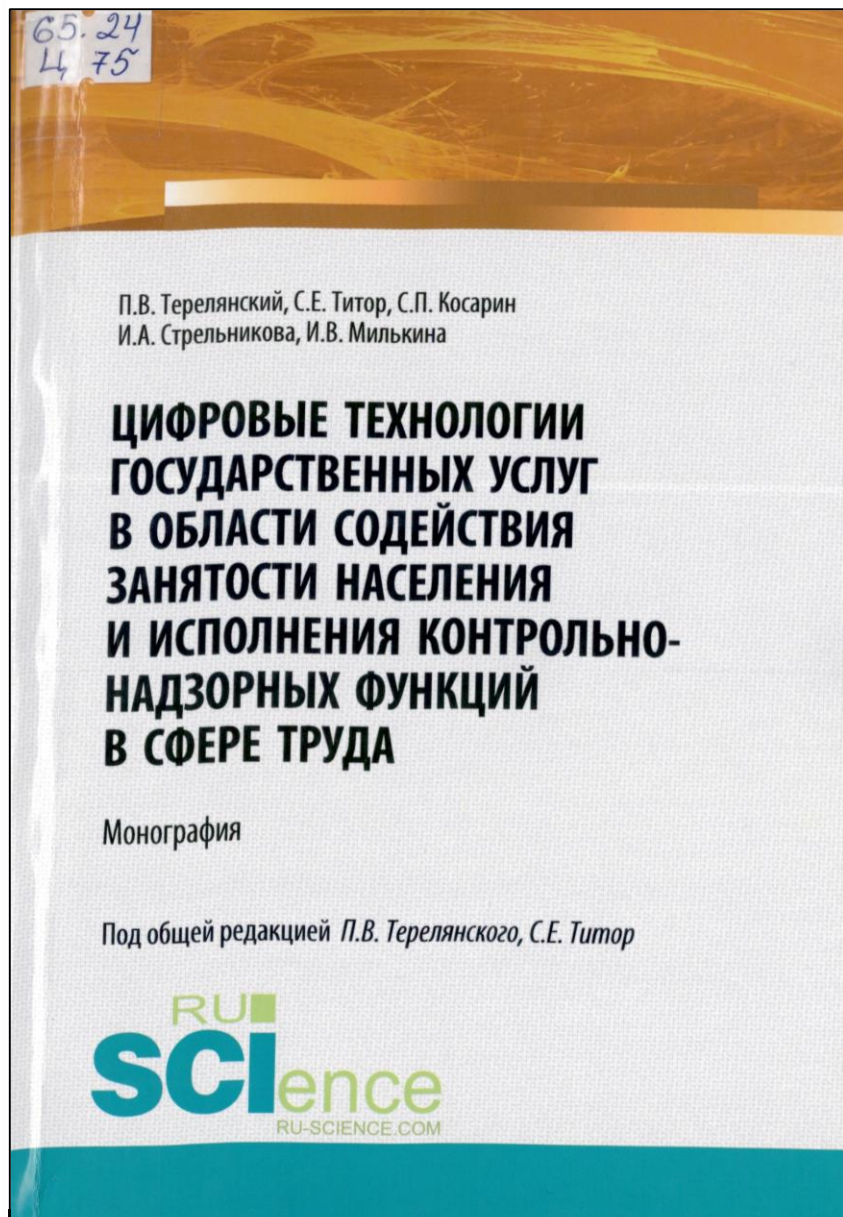 65.24
Ц 75
П.В. Терелянский, С.Е. Титор, С.П. Косарин
И.А. Стрельникова, И.В. Милькина
ЦИФРОВЫЕ ТЕХНОЛОГИИ
ГОСУДАРСТВЕННЫХ УСЛУГ
В ОБЛАСТИ СОДЕЙСТВИЯ
ЗАНЯТОСТИ НАСЕЛЕНИЯ
И ИСПОЛНЕНИЯ КОНТРОЛЬНО-
НАДЗОРНЫХ ФУНКЦИЙ
В СФЕРЕ ТРУДА
Монография
Под общей редакцией П.В. Терелянского, С.Е. Титор
RU
SCIence
RU-SCIENCE.COM